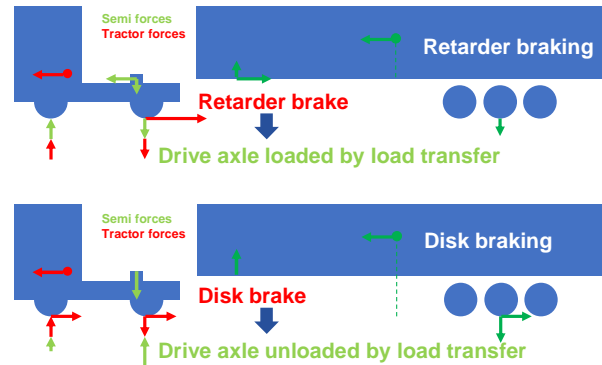 Semi forces
Tractor forces
Retarder braking
Retarder brake
Drive axle loaded by load transfer
Semi forces
Tractor forces
Disk braking
Disk brake
Drive axle unloaded by load transfer